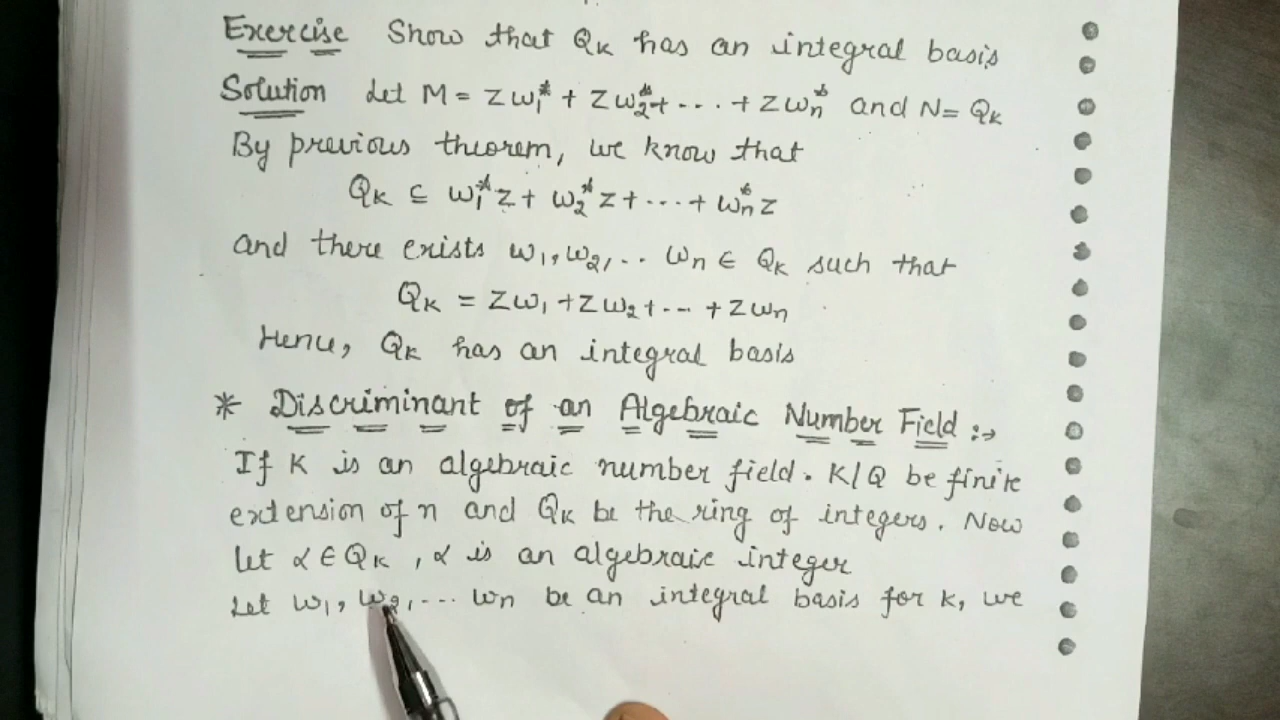 Exercise Show that QK has an integral basis
Solution Let M = Zω₁* + Zω₂* + ... + Zωn* and N = QK
By previous theorem, we know that
QK ⊆ ω₁*Z + ω₂*Z + ... + ωn*Z
and there exists ω₁, ω₂, .. ωn ∈ QK such that
QK = Zω₁ + Zω₂ + ... + Zωn
Hence, QK has an integral basis
* Discriminant of an Algebraic Number Field :→
If K is an algebraic number field. K/Q be finite
extension of n and QK be the ring of integers. Now
let α ∈ QK, α is an algebraic integer
Let ω₁, ω₂, ... ωn be an integral basis for K, we